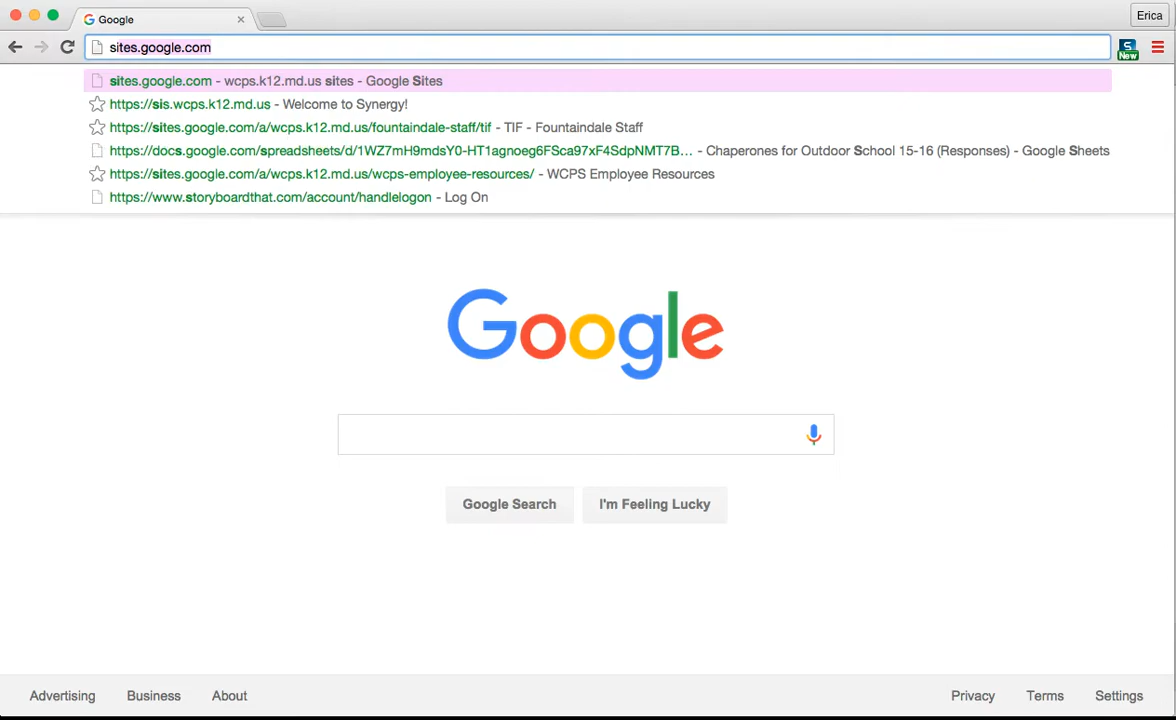 Google
Erica
sites.google.com
New
sites.google.com - wcps.k12.md.us sites - Google Sites
https://sis.wcps.k12.md.us - Welcome to Synergy!
https://sites.google.com/a/wcps.k12.md.us/fountaindale-staff/tif - TIF - Fountaindale Staff
https://docs.google.com/spreadsheets/d/1WZ7mH9mdsY0-HT1agnoeg6FSca97xF4SdpNMT7B... - Chaperones for Outdoor School 15-16 (Responses) - Google Sheets
https://sites.google.com/a/wcps.k12.md.us/wcps-employee-resources/ - WCPS Employee Resources
https://www.storyboardthat.com/account/handlelogon - Log On
Google
Google Search I'm Feeling Lucky
Advertising Business About Privacy Terms Settings